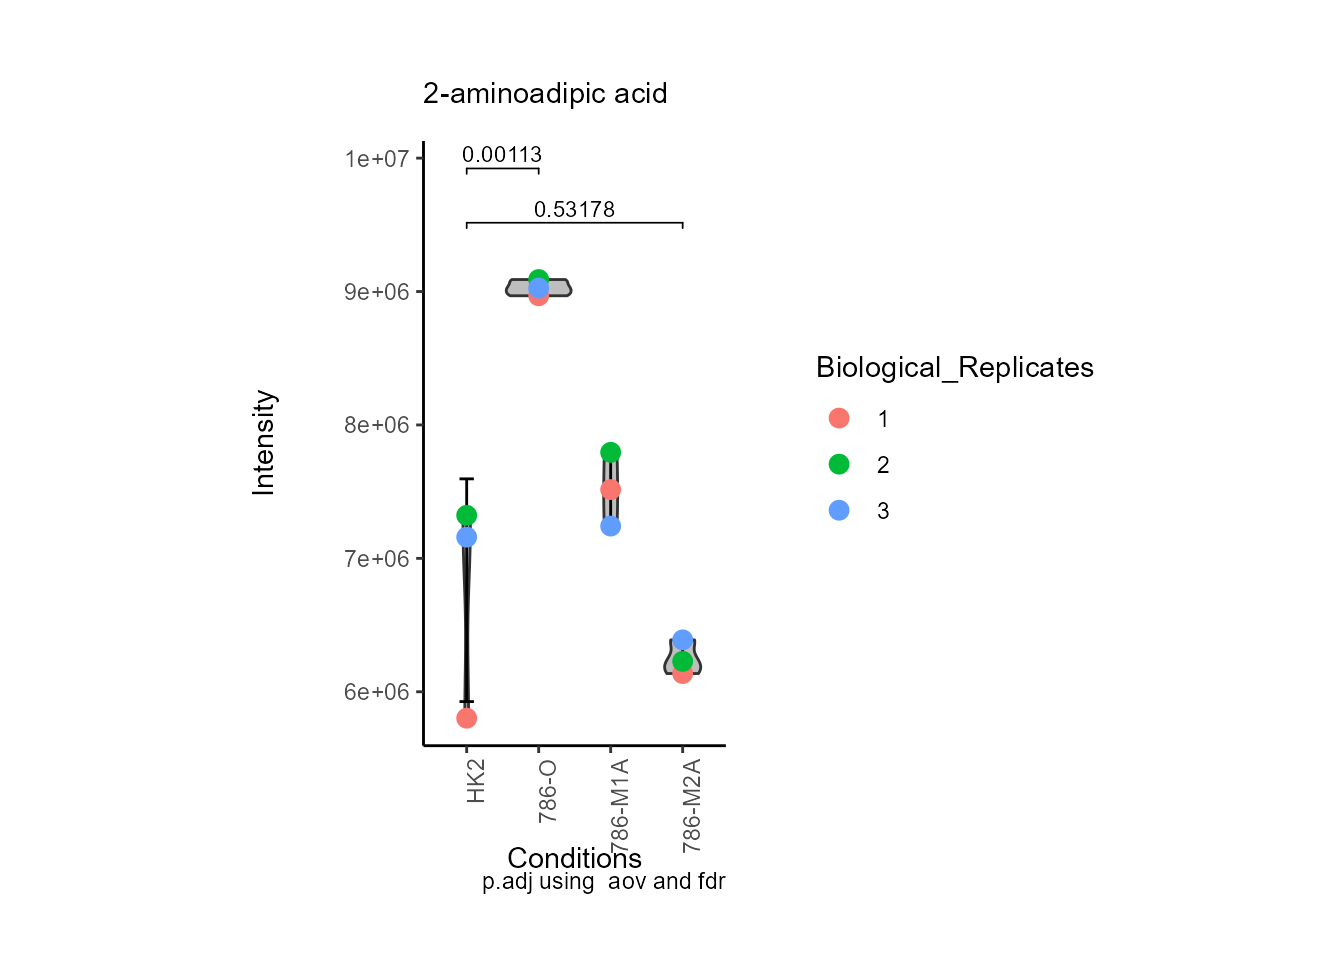 2-aminoadipic acid
1e+07
9e+06
8e+06
7e+06
6e+06
Intensity
0.00113
0.53178
HK2
786-O
786-M1A
786-M2A
Conditions
p.adj using  aov and fdr
Biological_Replicates
1
2
3